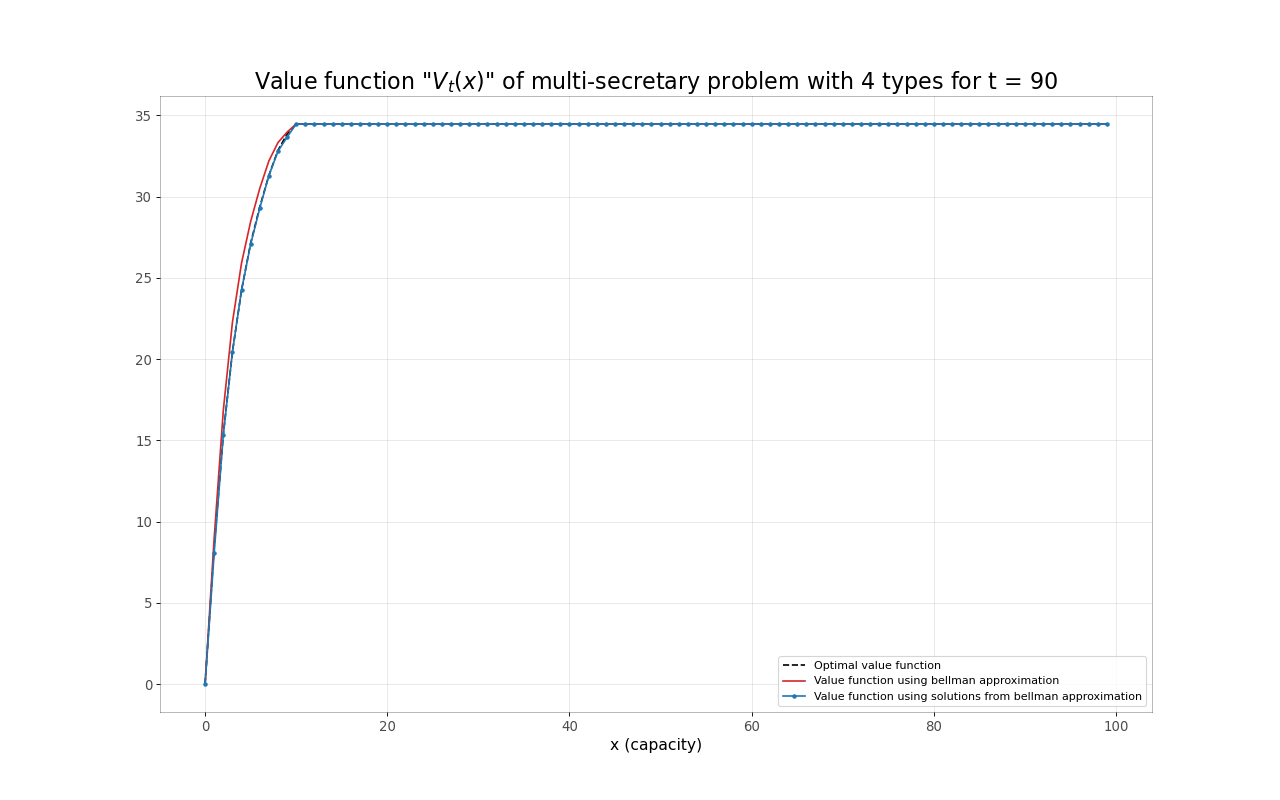 Value function "Vₜ(x)" of multi-secretary problem with 4 types for t = 90
35
30
25
20
15
10
5
0
0 20 40 60 80 100
x (capacity)
Optimal value function
Value function using bellman approximation
Value function using solutions from bellman approximation